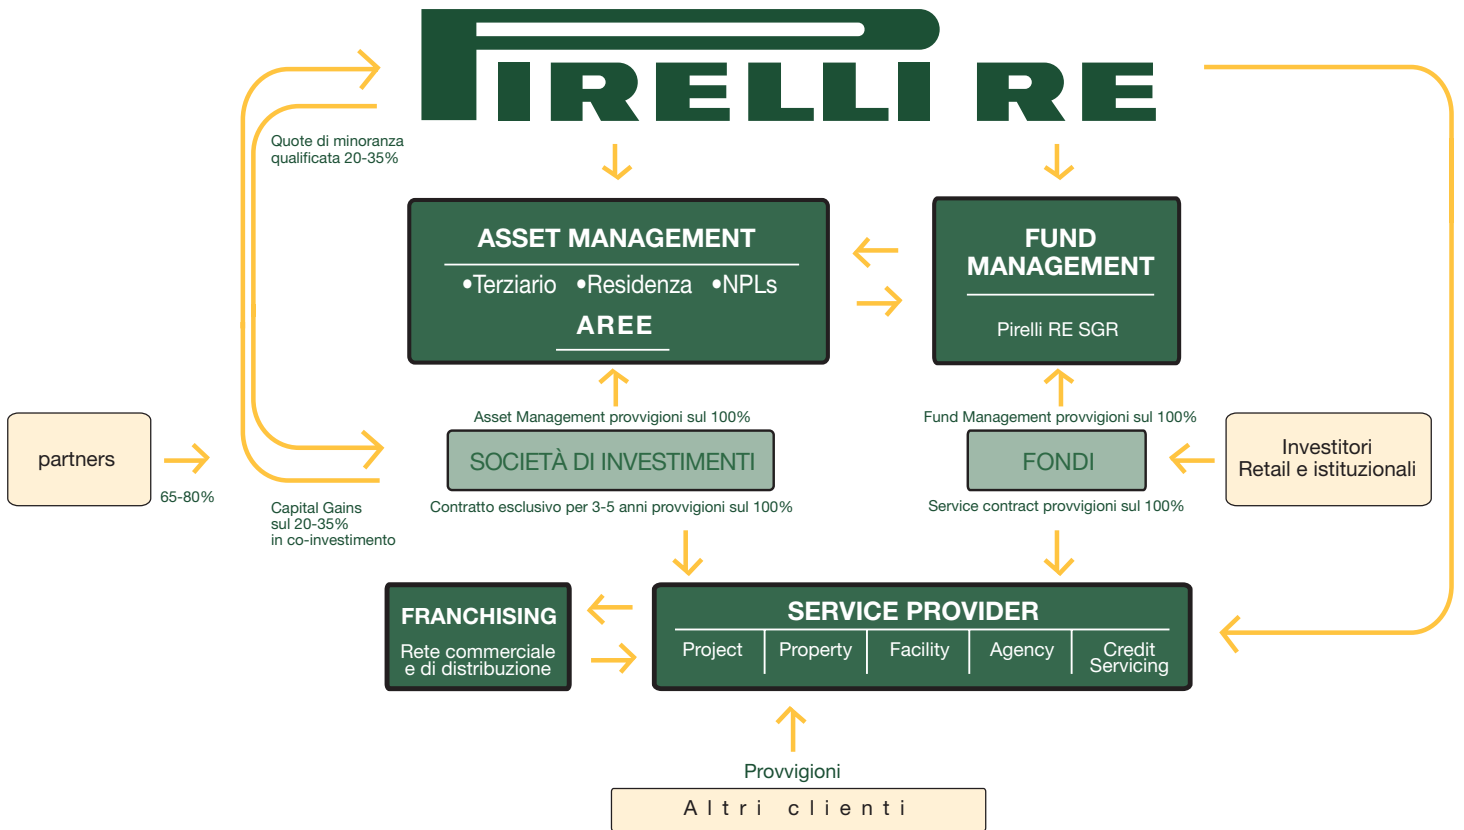 PIRELLI RE
Quote di minoranza
qualificata 20-35%
ASSET MANAGEMENT
•Terziario •Residenza •NPLs
AREE
FUND
MANAGEMENT
Pirelli RE SGR
Asset Management provvigioni sul 100%
Fund Management provvigioni sul 100%
partners
65-80%
SOCIETÀ DI INVESTIMENTI
FONDI
Investitori
Retail e istituzionali
Capital Gains
sul 20-35%
in co-investimento
Contratto esclusivo per 3-5 anni provvigioni sul 100%
Service contract provvigioni sul 100%
FRANCHISING
Rete commerciale
e di distribuzione
SERVICE PROVIDER
Project
Property
Facility
Agency
Credit
Servicing
Provvigioni
Altri clienti